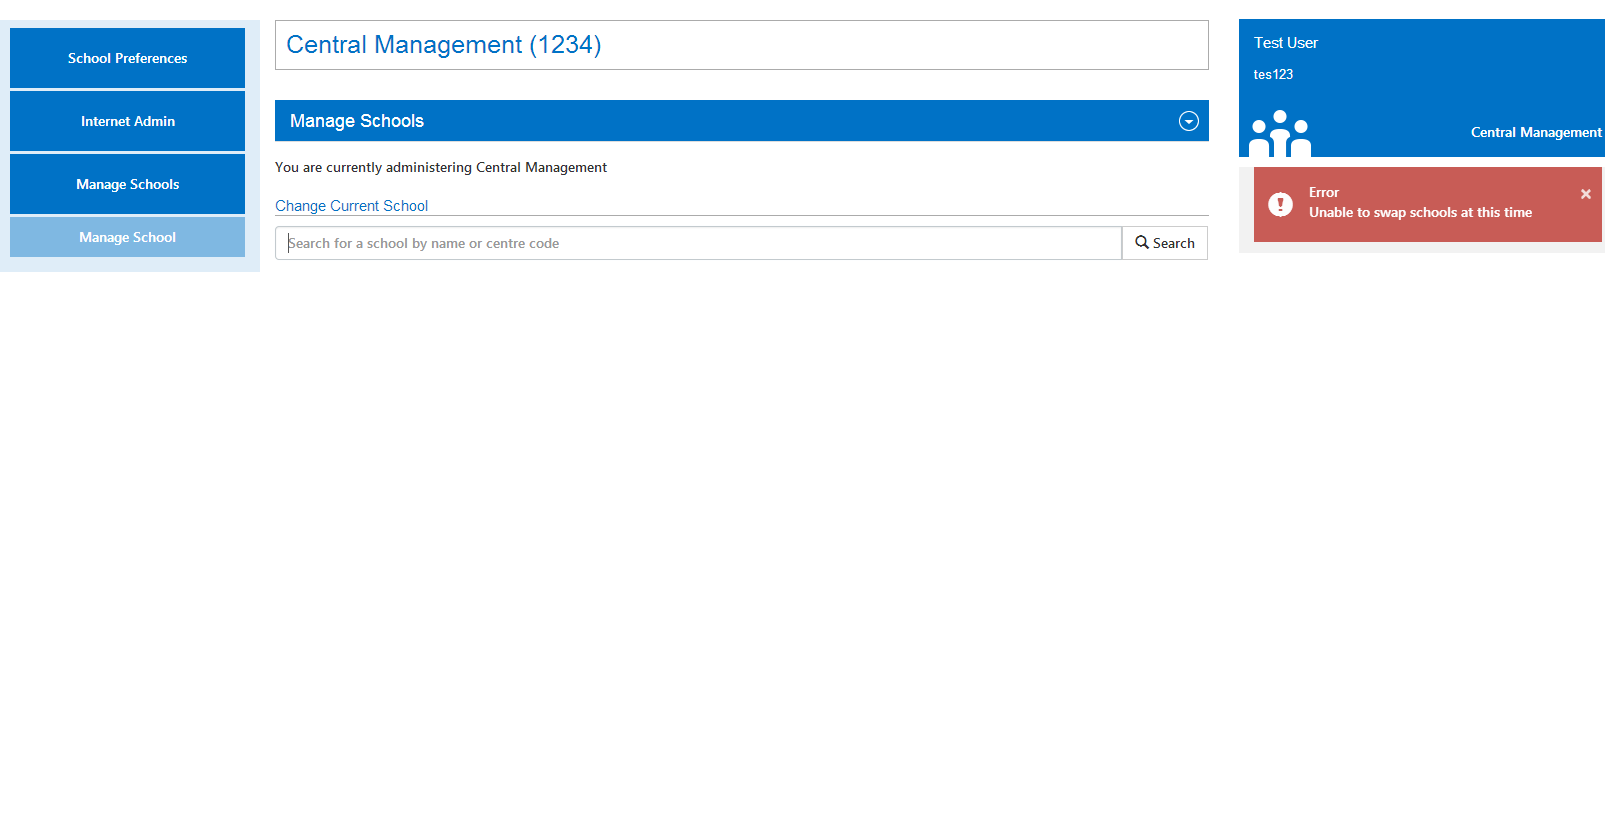 School Preferences
Internet Admin
Manage Schools
Manage School
Central Management (1234)
Manage Schools
You are currently administering Central Management
Change Current School
Search for a school by name or centre code
Search
Test User
tes123
Central Management
Error
Unable to swap schools at this time